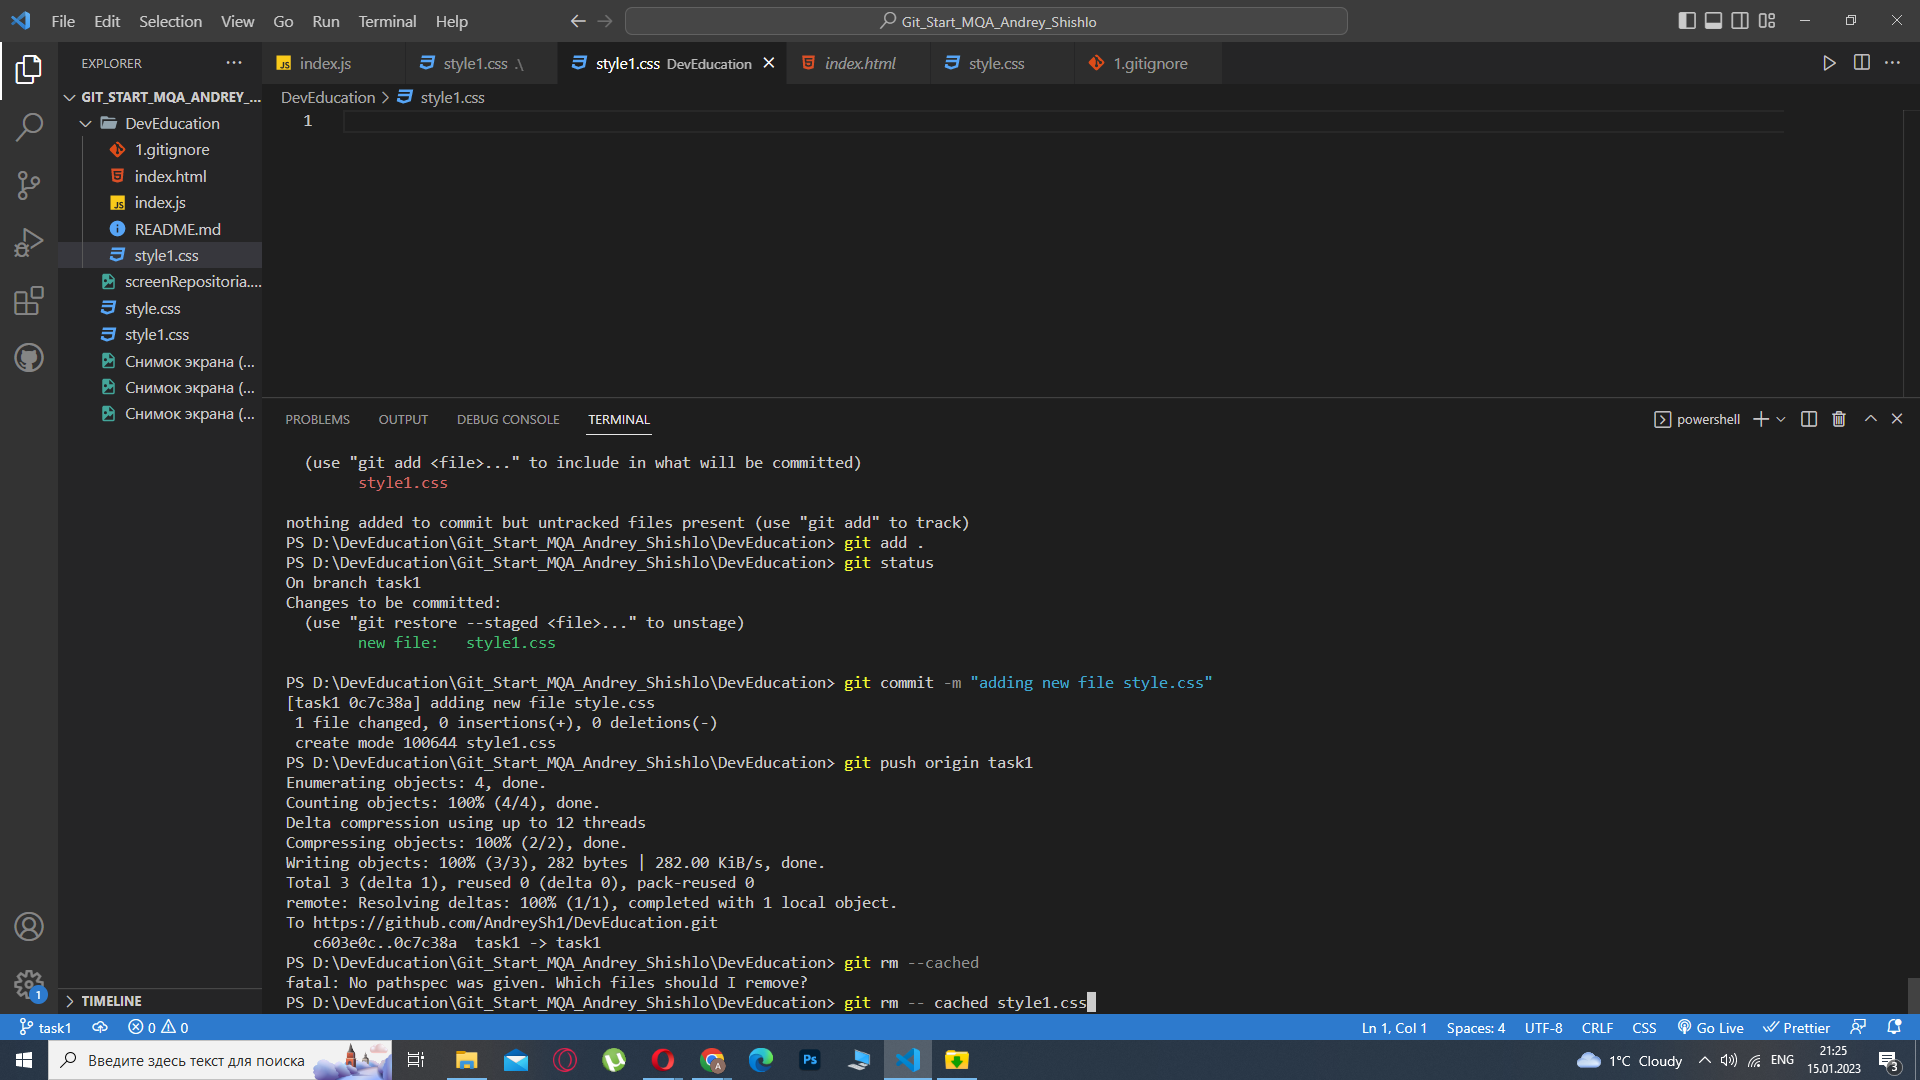 File Edit Selection View Go Run Terminal Help
Git_Start_MQA_Andrey_Shishlo
EXPLORER
index.js
style1.css .\
style1.css DevEducation
index.html
style.css
1.gitignore
GIT_START_MQA_ANDREY_...
DevEducation
1.gitignore
index.html
index.js
README.md
style1.css
screenRepositoria....
style.css
style1.css
Снимок экрана (...
Снимок экрана (...
Снимок экрана (...
TIMELINE
DevEducation > style1.css
1
PROBLEMS OUTPUT DEBUG CONSOLE TERMINAL
powershell
(use "git add <file>..." to include in what will be committed)
style1.css
nothing added to commit but untracked files present (use "git add" to track)
PS D:\DevEducation\Git_Start_MQA_Andrey_Shishlo\DevEducation> git add .
PS D:\DevEducation\Git_Start_MQA_Andrey_Shishlo\DevEducation> git status
On branch task1
Changes to be committed:
(use "git restore --staged <file>..." to unstage)
new file: style1.css
PS D:\DevEducation\Git_Start_MQA_Andrey_Shishlo\DevEducation> git commit -m "adding new file style.css"
[task1 0c7c38a] adding new file style.css
1 file changed, 0 insertions(+), 0 deletions(-)
create mode 100644 style1.css
PS D:\DevEducation\Git_Start_MQA_Andrey_Shishlo\DevEducation> git push origin task1
Enumerating objects: 4, done.
Counting objects: 100% (4/4), done.
Delta compression using up to 12 threads
Compressing objects: 100% (2/2), done.
Writing objects: 100% (3/3), 282 bytes | 282.00 KiB/s, done.
Total 3 (delta 1), reused 0 (delta 0), pack-reused 0
remote: Resolving deltas: 100% (1/1), completed with 1 local object.
To https://github.com/AndreySh1/DevEducation.git
c603e0c..0c7c38a task1 -> task1
PS D:\DevEducation\Git_Start_MQA_Andrey_Shishlo\DevEducation> git rm --cached
fatal: No pathspec was given. Which files should I remove?
PS D:\DevEducation\Git_Start_MQA_Andrey_Shishlo\DevEducation> git rm -- cached style1.css
1
task1 0 0
Ln 1, Col 1 Spaces: 4 UTF-8 CRLF CSS Go Live Prettier
Введите здесь текст для поиска
Ps
A
1°C Cloudy
ENG
21:25
15.01.2023
3